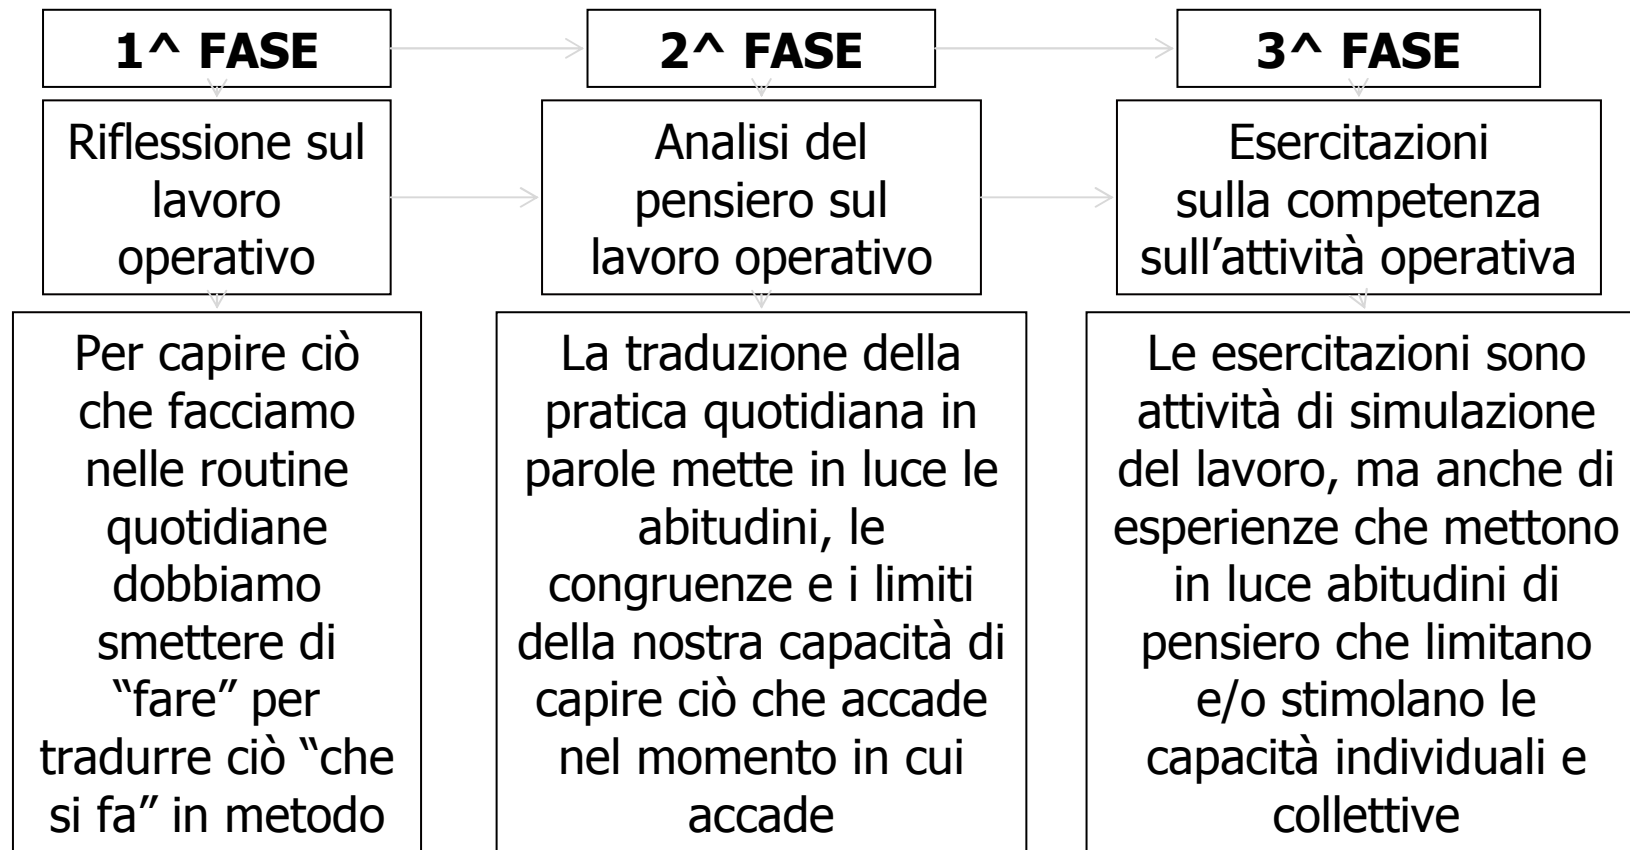 1^ FASE
2^ FASE
3^ FASE
Riflessione sul
lavoro
operativo
Analisi del
pensiero sul
lavoro operativo
Esercitazioni
sulla competenza
sull’attività operativa
Per capire ciò
che facciamo
nelle routine
quotidiane
dobbiamo
smettere di
“fare” per
tradurre ciò “che
si fa” in metodo
La traduzione della
pratica quotidiana in
parole mette in luce le
abitudini, le
congruenze e i limiti
della nostra capacità di
capire ciò che accade
nel momento in cui
accade
Le esercitazioni sono
attività di simulazione
del lavoro, ma anche di
esperienze che mettono
in luce abitudini di
pensiero che limitano
e/o stimolano le
capacità individuali e
collettive